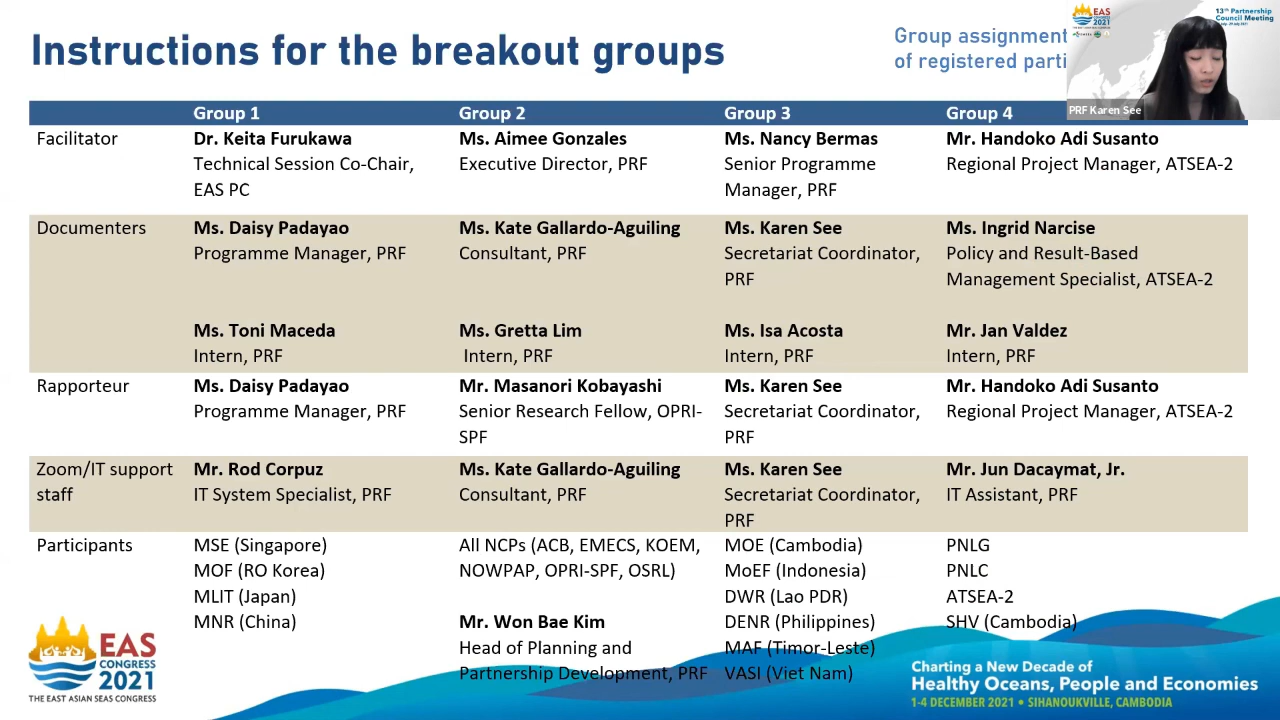 Instructions for the breakout groups
Group assignment
of registered parti
EAS
CONGRESS
2021
13th Partnership
Council Meeting
PRF Karen See
Group 1 Group 2 Group 3 Group 4
Facilitator
Dr. Keita Furukawa
Technical Session Co-Chair,
EAS PC
Ms. Aimee Gonzales
Executive Director, PRF
Ms. Nancy Bermas
Senior Programme
Manager, PRF
Mr. Handoko Adi Susanto
Regional Project Manager, ATSEA-2
Documenters
Ms. Daisy Padayao
Programme Manager, PRF
Ms. Toni Maceda
Intern, PRF
Ms. Kate Gallardo-Aguiling
Consultant, PRF
Ms. Gretta Lim
Intern, PRF
Ms. Karen See
Secretariat Coordinator,
PRF
Ms. Isa Acosta
Intern, PRF
Ms. Ingrid Narcise
Policy and Result-Based
Management Specialist, ATSEA-2
Mr. Jan Valdez
Intern, PRF
Rapporteur
Ms. Daisy Padayao
Programme Manager, PRF
Mr. Masanori Kobayashi
Senior Research Fellow, OPRI-
SPF
Ms. Karen See
Secretariat Coordinator,
PRF
Mr. Handoko Adi Susanto
Regional Project Manager, ATSEA-2
Zoom/IT support
staff
Mr. Rod Corpuz
IT System Specialist, PRF
Ms. Kate Gallardo-Aguiling
Consultant, PRF
Ms. Karen See
Secretariat Coordinator,
PRF
Mr. Jun Dacaymat, Jr.
IT Assistant, PRF
Participants
MSE (Singapore)
MOF (RO Korea)
MLIT (Japan)
MNR (China)
All NCPs (ACB, EMECS, KOEM,
NOWPAP, OPRI-SPF, OSRL)
Mr. Won Bae Kim
Head of Planning and
Partnership Development, PRF
MOE (Cambodia)
MoEF (Indonesia)
DWR (Lao PDR)
DENR (Philippines)
MAF (Timor-Leste)
VASI (Viet Nam)
PNLG
PNLC
ATSEA-2
SHV (Cambodia)
EAS
CONGRESS
2021
THE EAST ASIAN SEAS CONGRESS
Charting a New Decade of
Healthy Oceans, People and Economies
1-4 DECEMBER 2021 • SIHANOUKVILLE, CAMBODIA